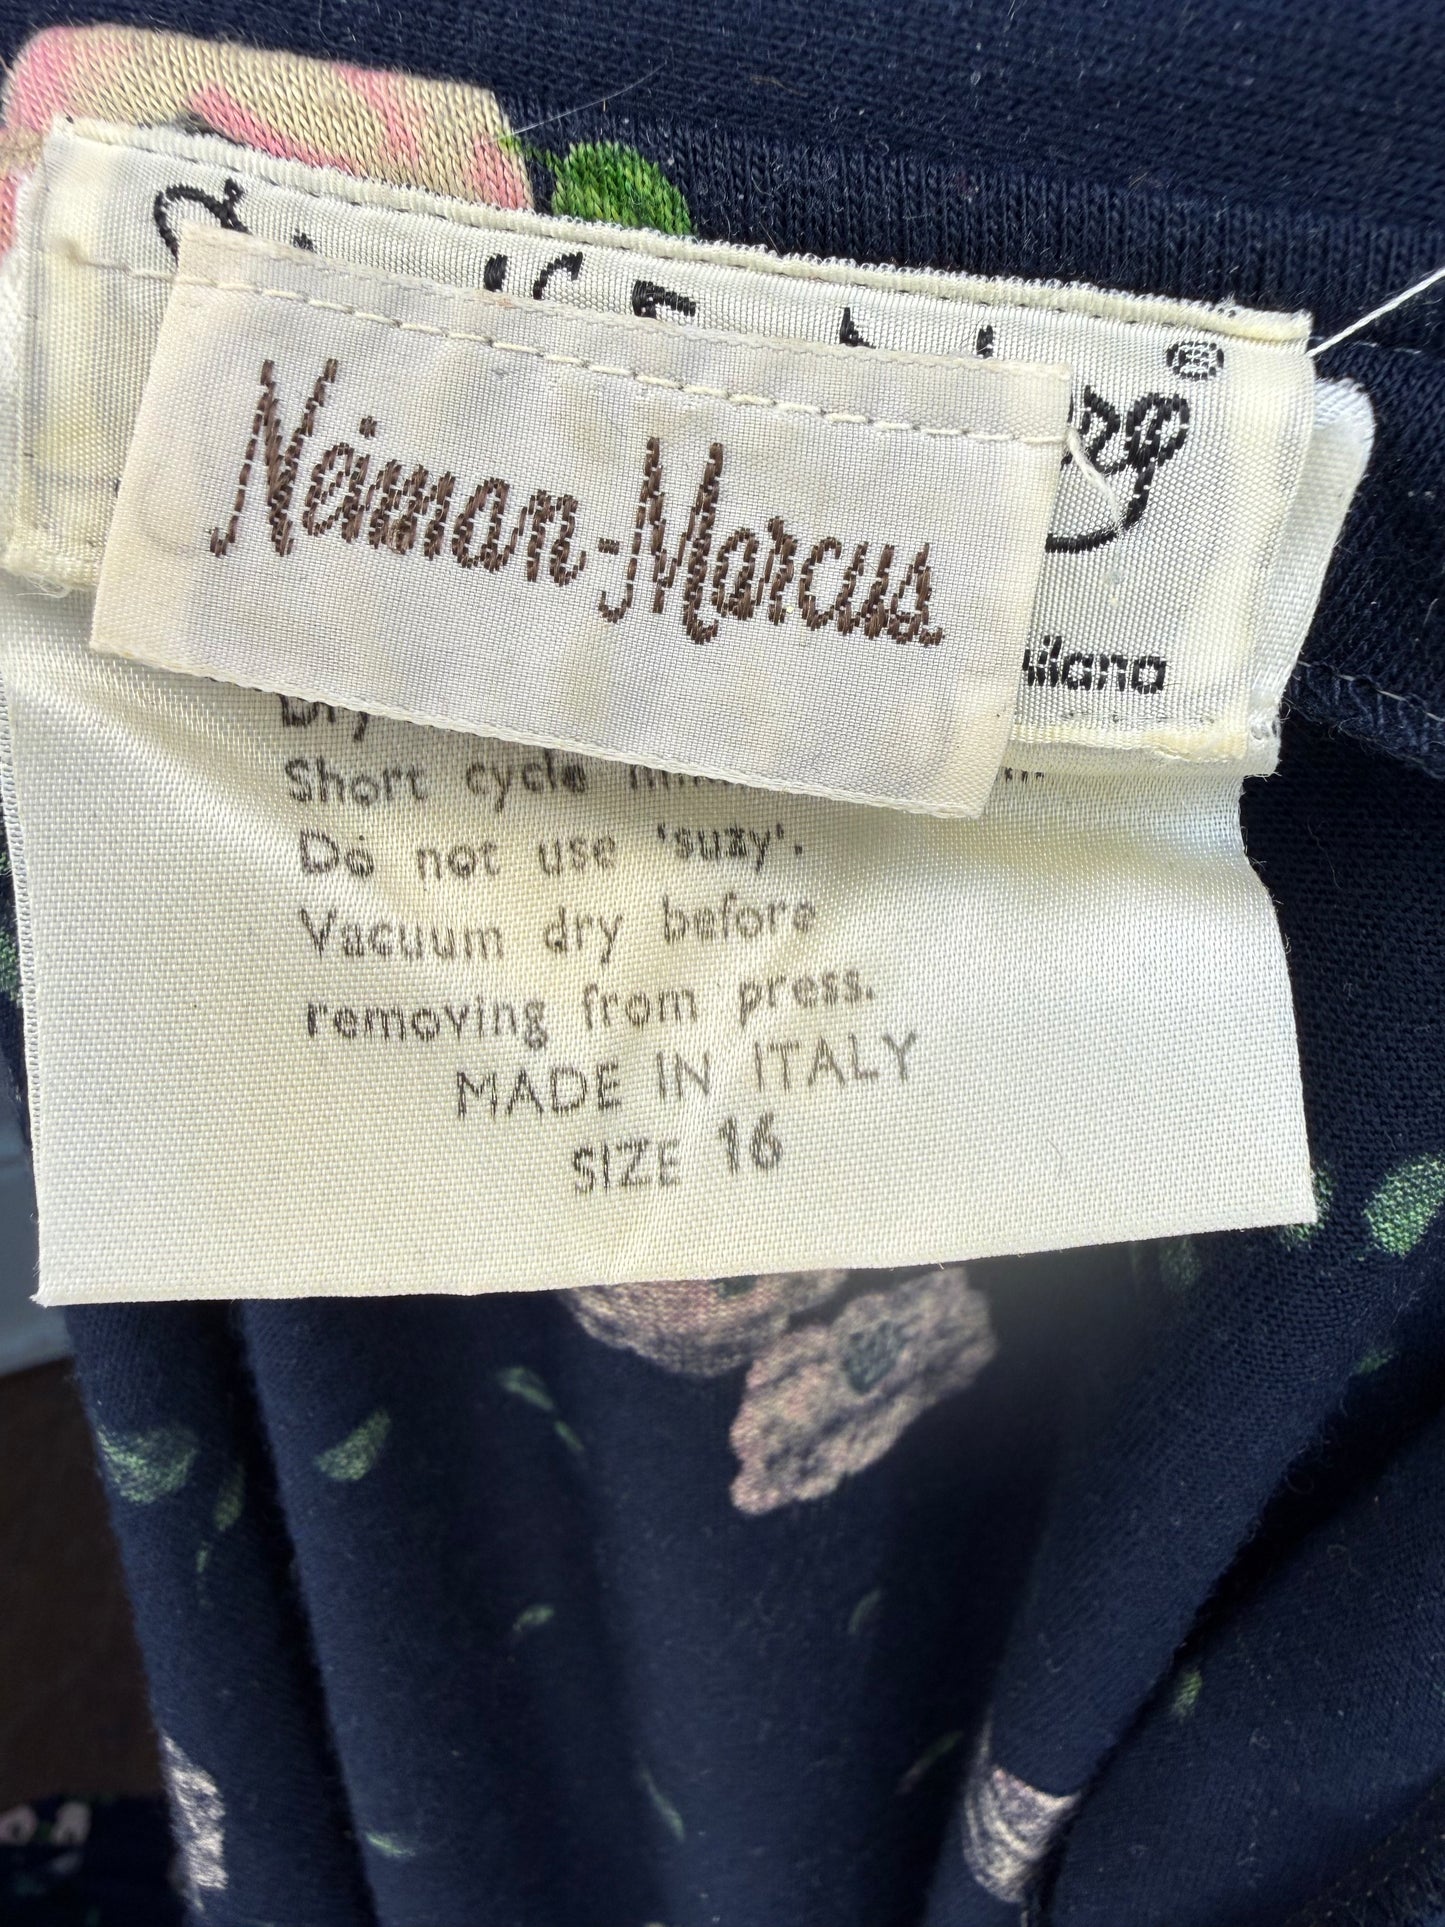 ®
Neiman-Marcus
Dry
Short cycle
Do not use 'suzy'.
Vacuum dry before
removing from press.
MADE IN ITALY
SIZE 16